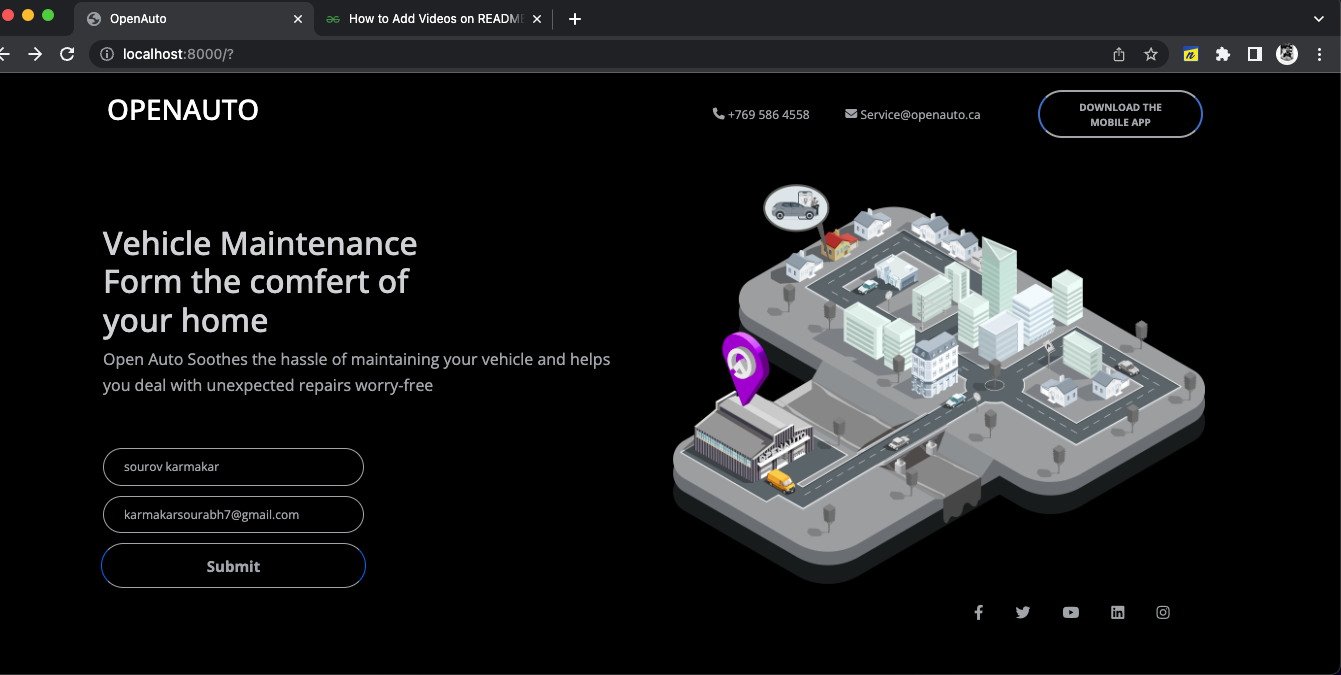 OpenAuto
How to Add Videos on README
localhost:8000/?
OPENAUTO
+769 586 4558
Service@openauto.ca
DOWNLOAD THE
MOBILE APP
Vehicle Maintenance
Form the comfert of
your home
Open Auto Soothes the hassle of maintaining your vehicle and helps
you deal with unexpected repairs worry-free
OPENAUTO
sourov karmakar
karmakarsourabh7@gmail.com
Submit